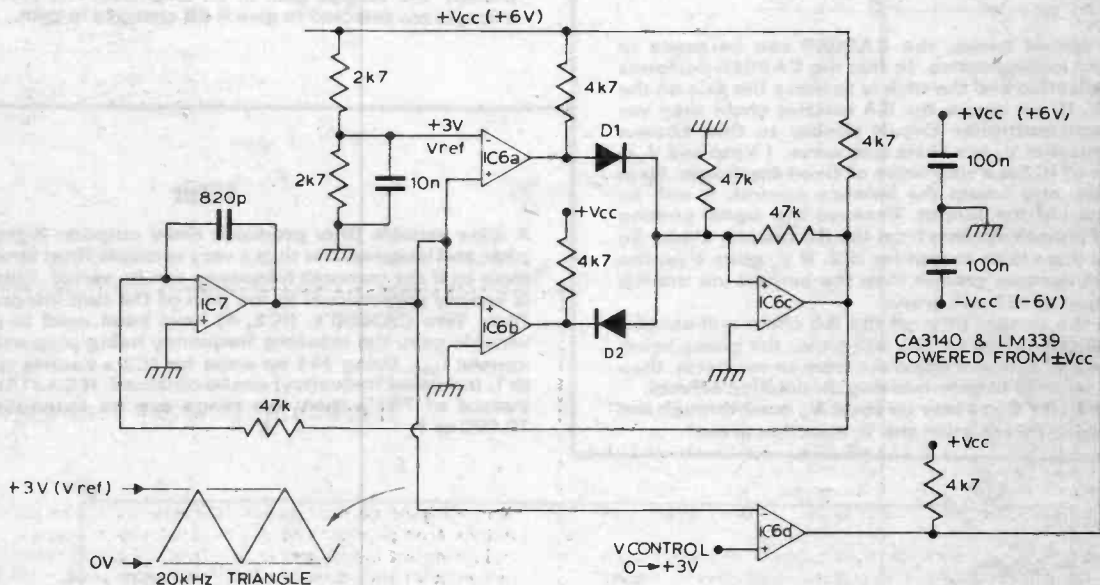 +Vcc (+6V)
2k7
4k7
+3V
Vref
IC6a
D1
4k7
+Vcc (+6V)
2k7
10n
47k
100n
820p
+Vcc
47k
4k7
100n
IC7
IC6b
D2
IC6c
-Vcc (-6V)
CA3140 & LM339
POWERED FROM ±Vcc
47k
+Vcc
+3V (Vref)
4k7
0V
IC6d
V CONTROL
0→+3V
20kHz TRIANGLE